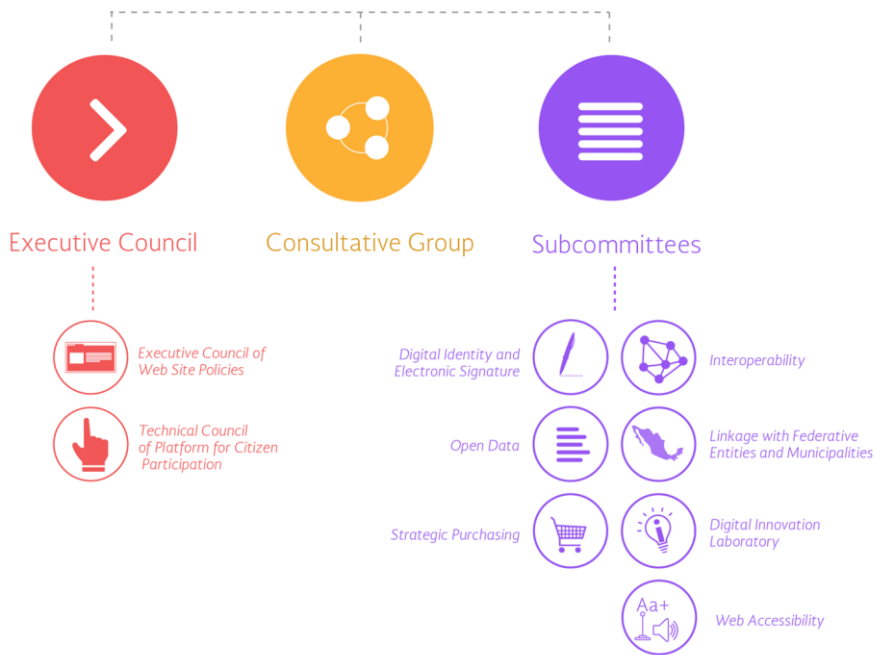 Executive Council
Consultative Group
Subcommittees
Executive Council of
Web Site Policies
Technical Council
of Platform for Citizen
Participation
Digital Identity and
Electronic Signature
Interoperability
Open Data
Linkage with Federative
Entities and Municipalities
Strategic Purchasing
Digital Innovation
Laboratory
Aa+
Web Accessibility